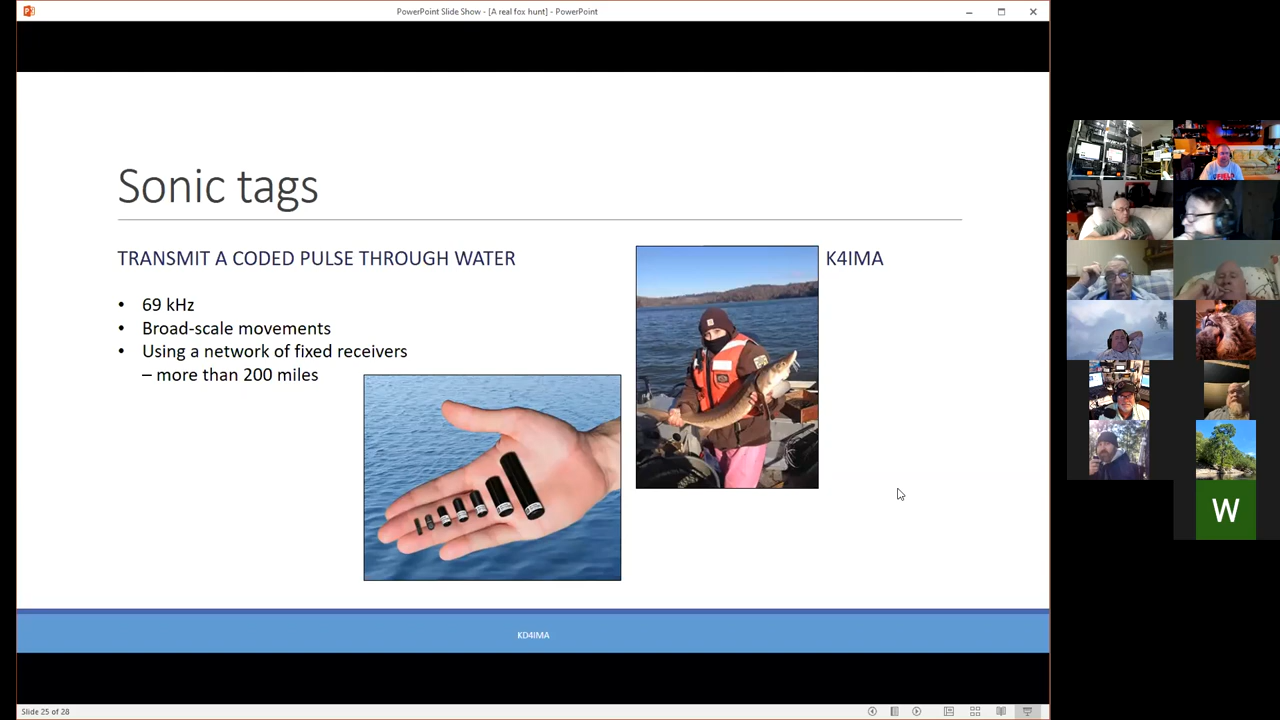 PowerPoint Slide Show - [A real fox hunt] - PowerPoint
Sonic tags
TRANSMIT A CODED PULSE THROUGH WATER
K4IMA
• 69 kHz
• Broad-scale movements
• Using a network of fixed receivers
– more than 200 miles
KD4IMA
W
Slide 25 of 28